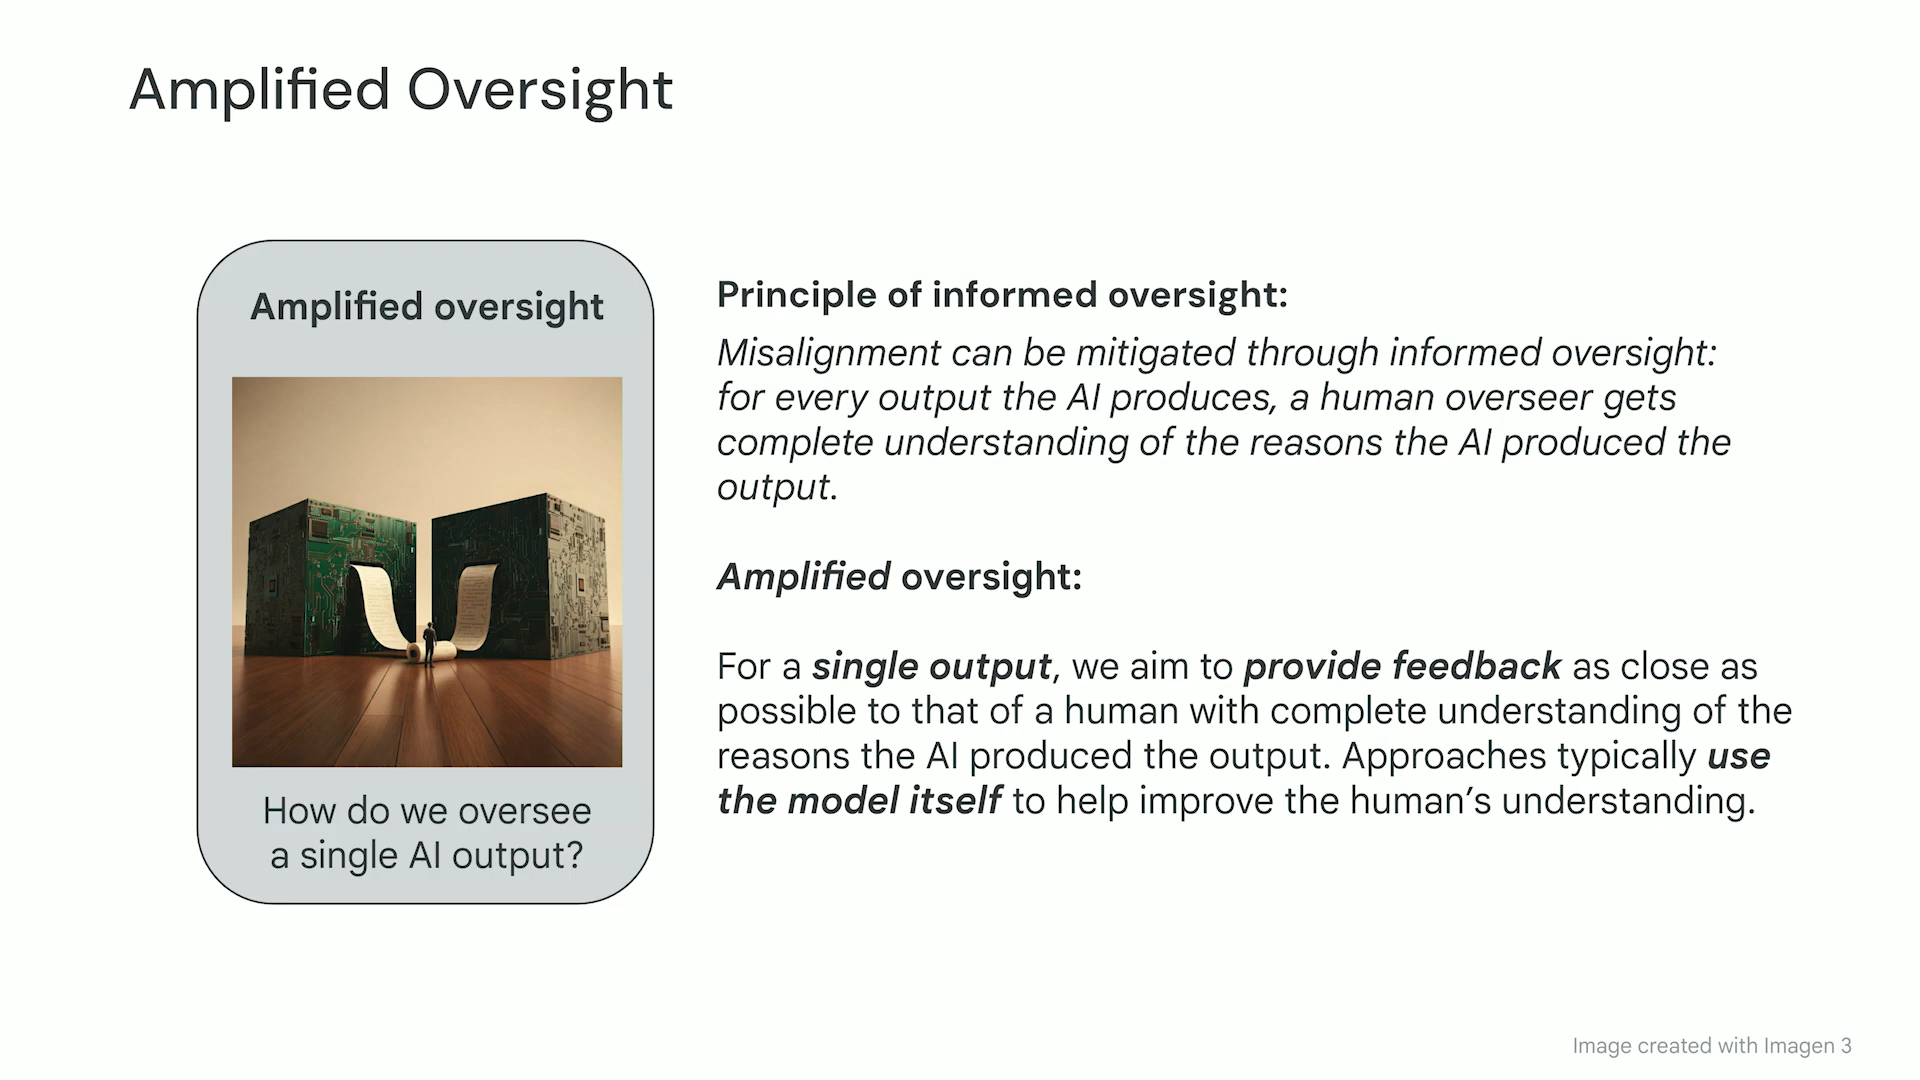 Amplified Oversight
Amplified oversight
How do we oversee
a single AI output?
Principle of informed oversight:
Misalignment can be mitigated through informed oversight:
for every output the AI produces, a human overseer gets
complete understanding of the reasons the AI produced the
output.
Amplified oversight:
For a single output, we aim to provide feedback as close as
possible to that of a human with complete understanding of the
reasons the AI produced the output. Approaches typically use
the model itself to help improve the human’s understanding.
Image created with Imagen 3